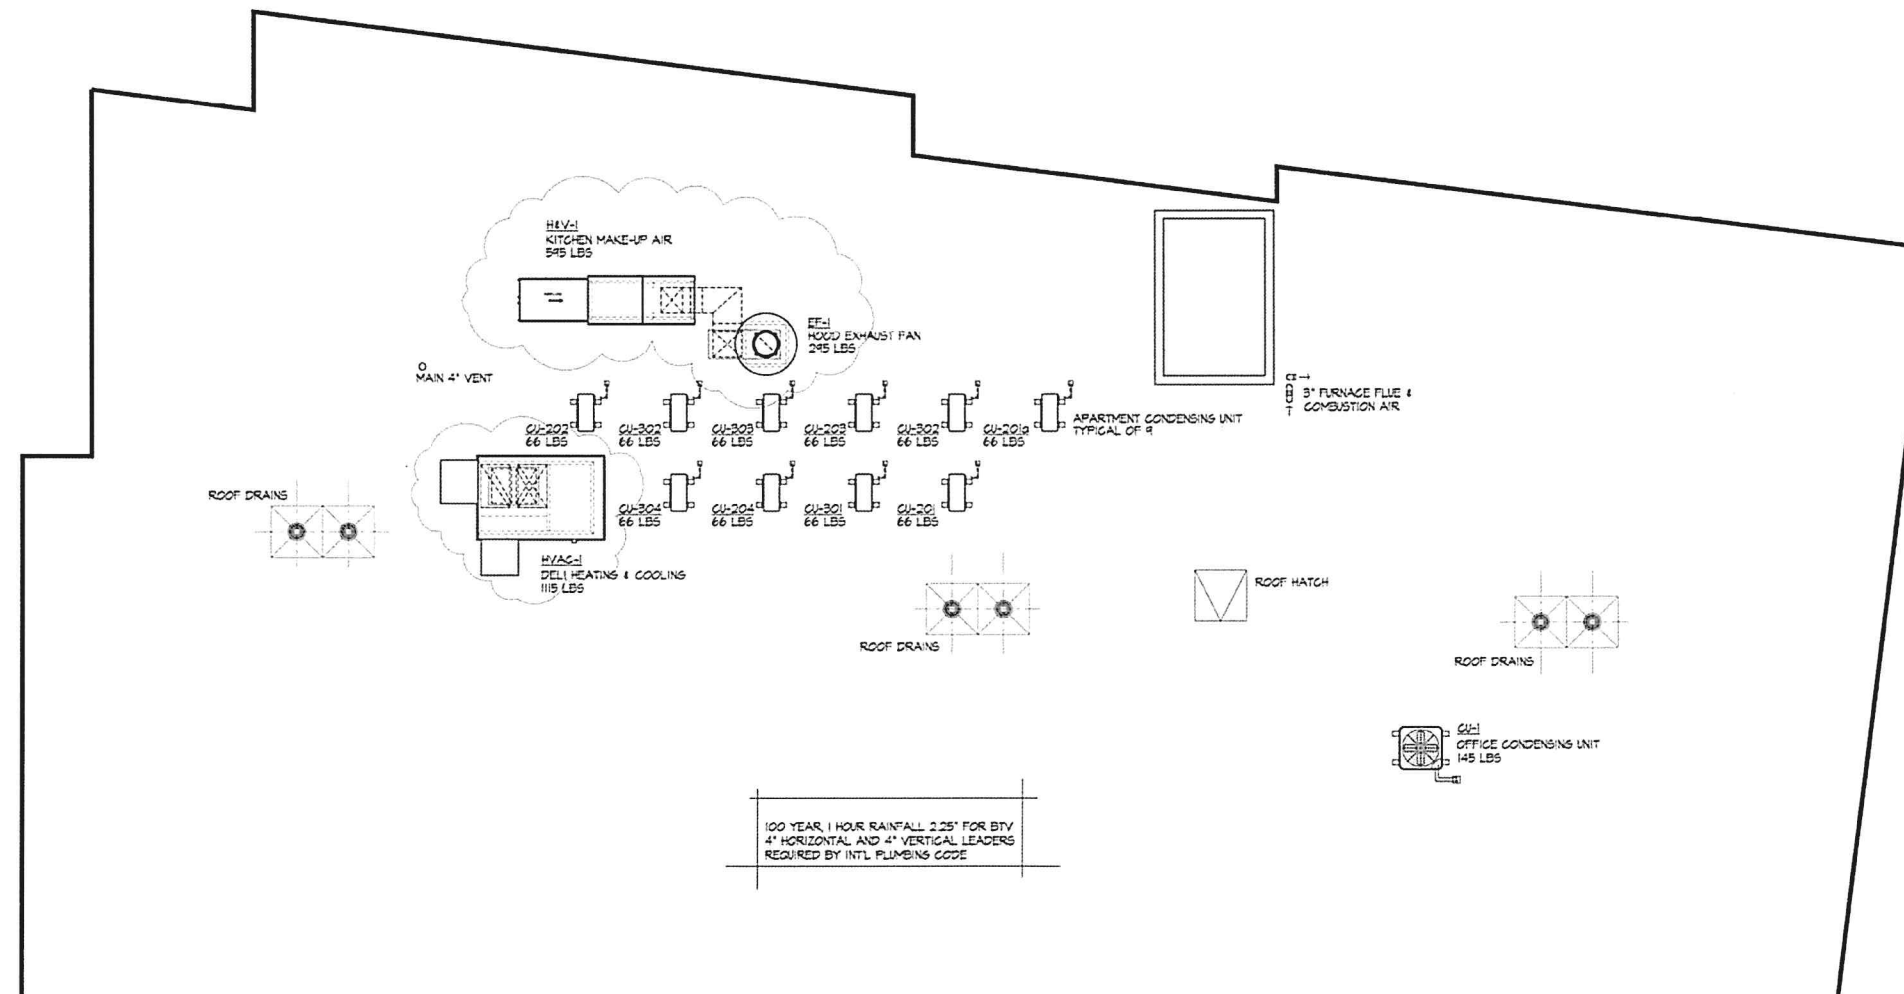 H&V-1
KITCHEN MAKE-UP AIR
595 LBS
EF-1
HOOD EXHAUST FAN
295 LBS
MAIN 4" VENT
3" FURNACE FLUE &
COMBUSTION AIR
CU-202
66 LBS
CU-302
66 LBS
CU-303
66 LBS
CU-203
66 LBS
CU-302
66 LBS
CU-201a
66 LBS
APARTMENT CONDENSING UNIT
TYPICAL OF 9
ROOF DRAINS
CU-304
66 LBS
CU-204
66 LBS
CU-301
66 LBS
CU-201
66 LBS
HVAC-1
DELI HEATING & COOLING
1115 LBS
ROOF HATCH
ROOF DRAINS
ROOF DRAINS
CU-1
OFFICE CONDENSING UNIT
145 LBS
100 YEAR, 1 HOUR RAINFALL 2.25" FOR BTV
4" HORIZONTAL AND 4" VERTICAL LEADERS
REQUIRED BY INT'L PLUMBING CODE